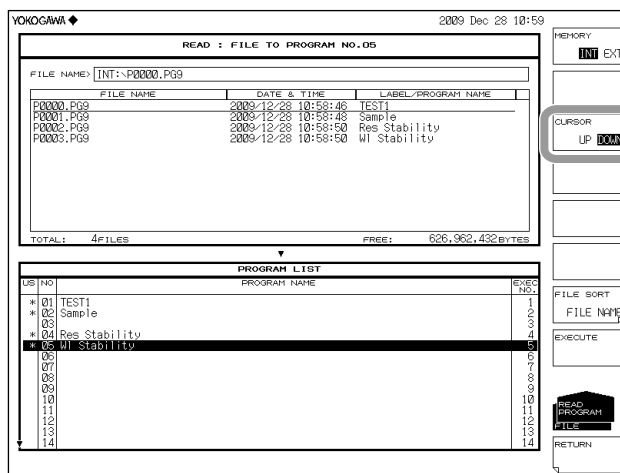 YOKOGAWA ◆ 2009 Dec 28 10:59
READ : FILE TO PROGRAM NO.05
FILE NAME> INT:\P0000.PG9
FILE NAME DATE & TIME LABEL/PROGRAM NAME
P0000.PG9 2009/12/28 10:58:46 TEST1
P0001.PG9 2009/12/28 10:58:48 Sample
P0002.PG9 2009/12/28 10:58:50 Res Stability
P0003.PG9 2009/12/28 10:58:50 Wl Stability
TOTAL: 4FILES FREE: 626,962,432BYTES
▼
PROGRAM LIST
US NO PROGRAM NAME EXEC NO.
* 01 TEST1 1
* 02 Sample 2
03 3
* 04 Res Stability 4
* 05 Wl Stability 5
06 6
07 7
08 8
09 9
10 10
11 11
12 12
13 13
14 14
MEMORY
INT EXT
CURSOR
UP DOWN
FILE SORT
FILE NAME
EXECUTE
READ
PROGRAM
FILE
RETURN